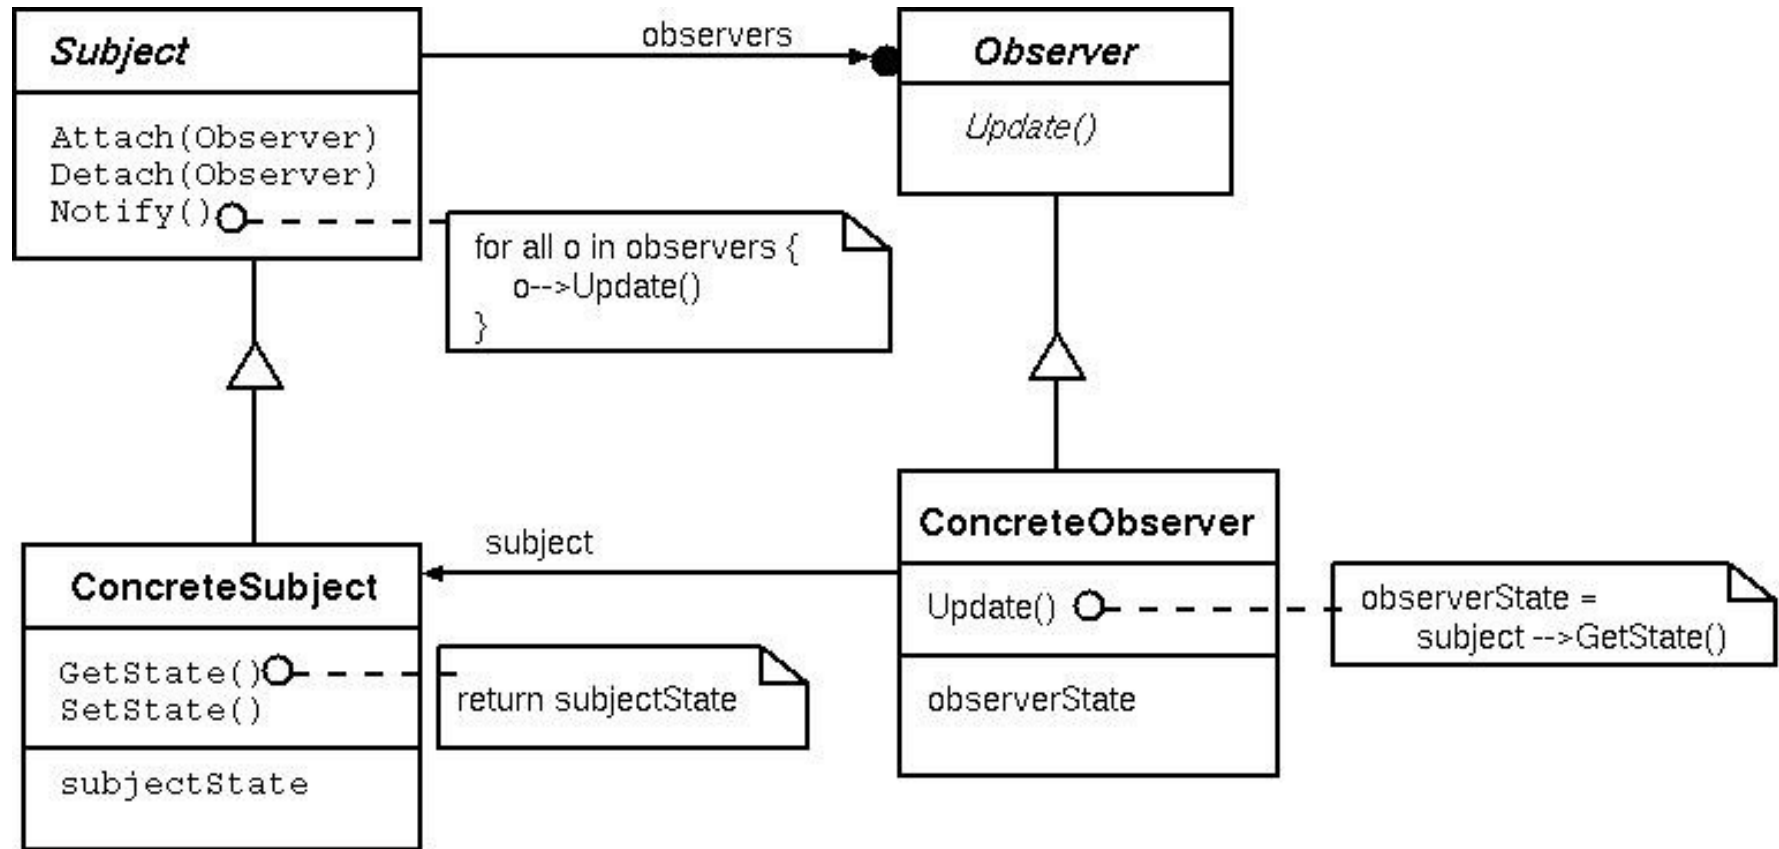 Subject
Attach(Observer)
Detach(Observer)
Notify()
observers
Observer
Update()
for all o in observers {
o-->Update()
}
ConcreteSubject
GetState()
SetState()
subjectState
return subjectState
subject
ConcreteObserver
Update()
observerState
observerState =
subject -->GetState()